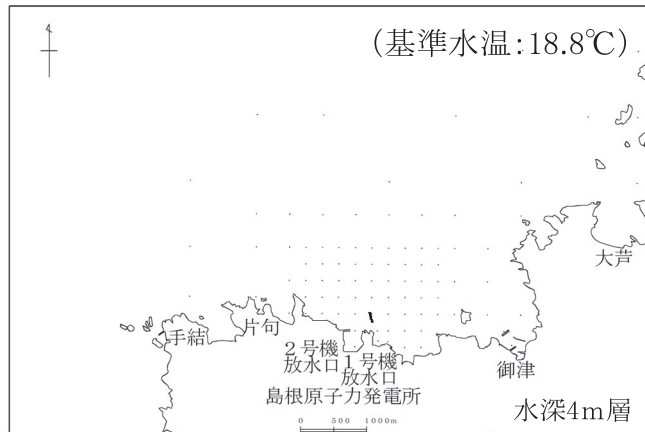 (基準水温:18.8℃)
大芦
手結
片句
2号機
放水口
1号機
放水口
御津
島根原子力発電所
0 500 1000m
水深4m層